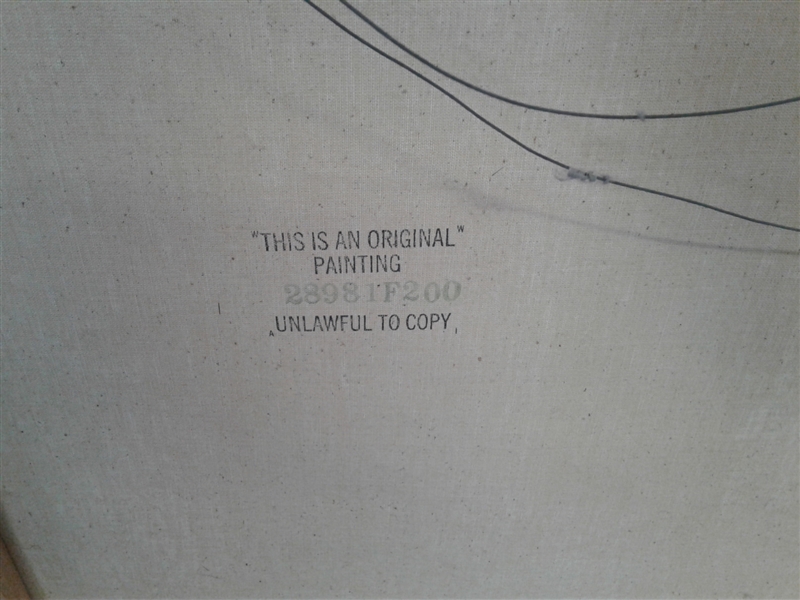 "THIS IS AN ORIGINAL"
PAINTING
28981F200
UNLAWFUL TO COPY